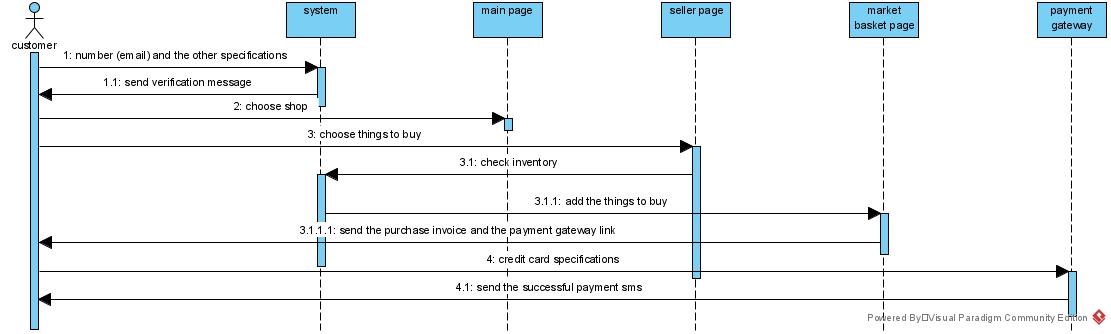 system
main page
seller page
market
basket page
payment
gateway
customer
1: number (email) and the other specifications
1.1: send verification message
2: choose shop
3: choose things to buy
3.1: check inventory
3.1.1: add the things to buy
3.1.1.1: send the purchase invoice and the payment gateway link
4: credit card specifications
4.1: send the successful payment sms
Powered By□Visual Paradigm Community Edition